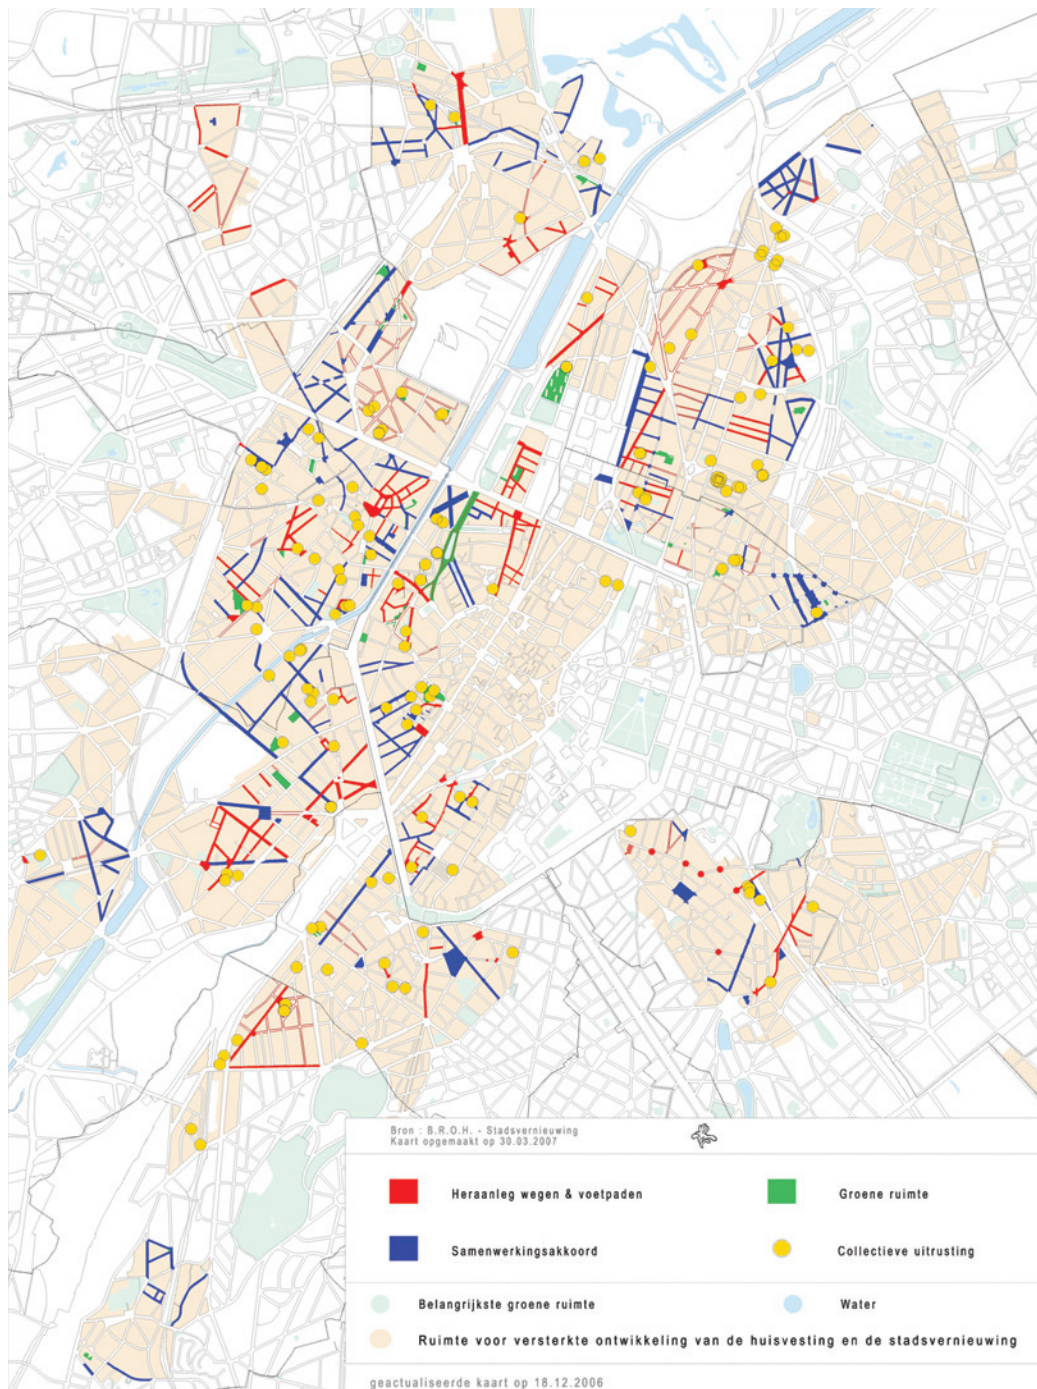 Bron : B.R.O.H. - Stadsvernieuwing
Kaart opgemaakt op 30.03.2007
Heraanleg wegen & voetpaden
Groene ruimte
Samenwerkingsakkoord
Collectieve uitrusting
Belangrijkste groene ruimte
Water
Ruimte voor versterkte ontwikkeling van de huisvesting en de stadsvernieuwing
geactualiseerde kaart op 18.12.2006